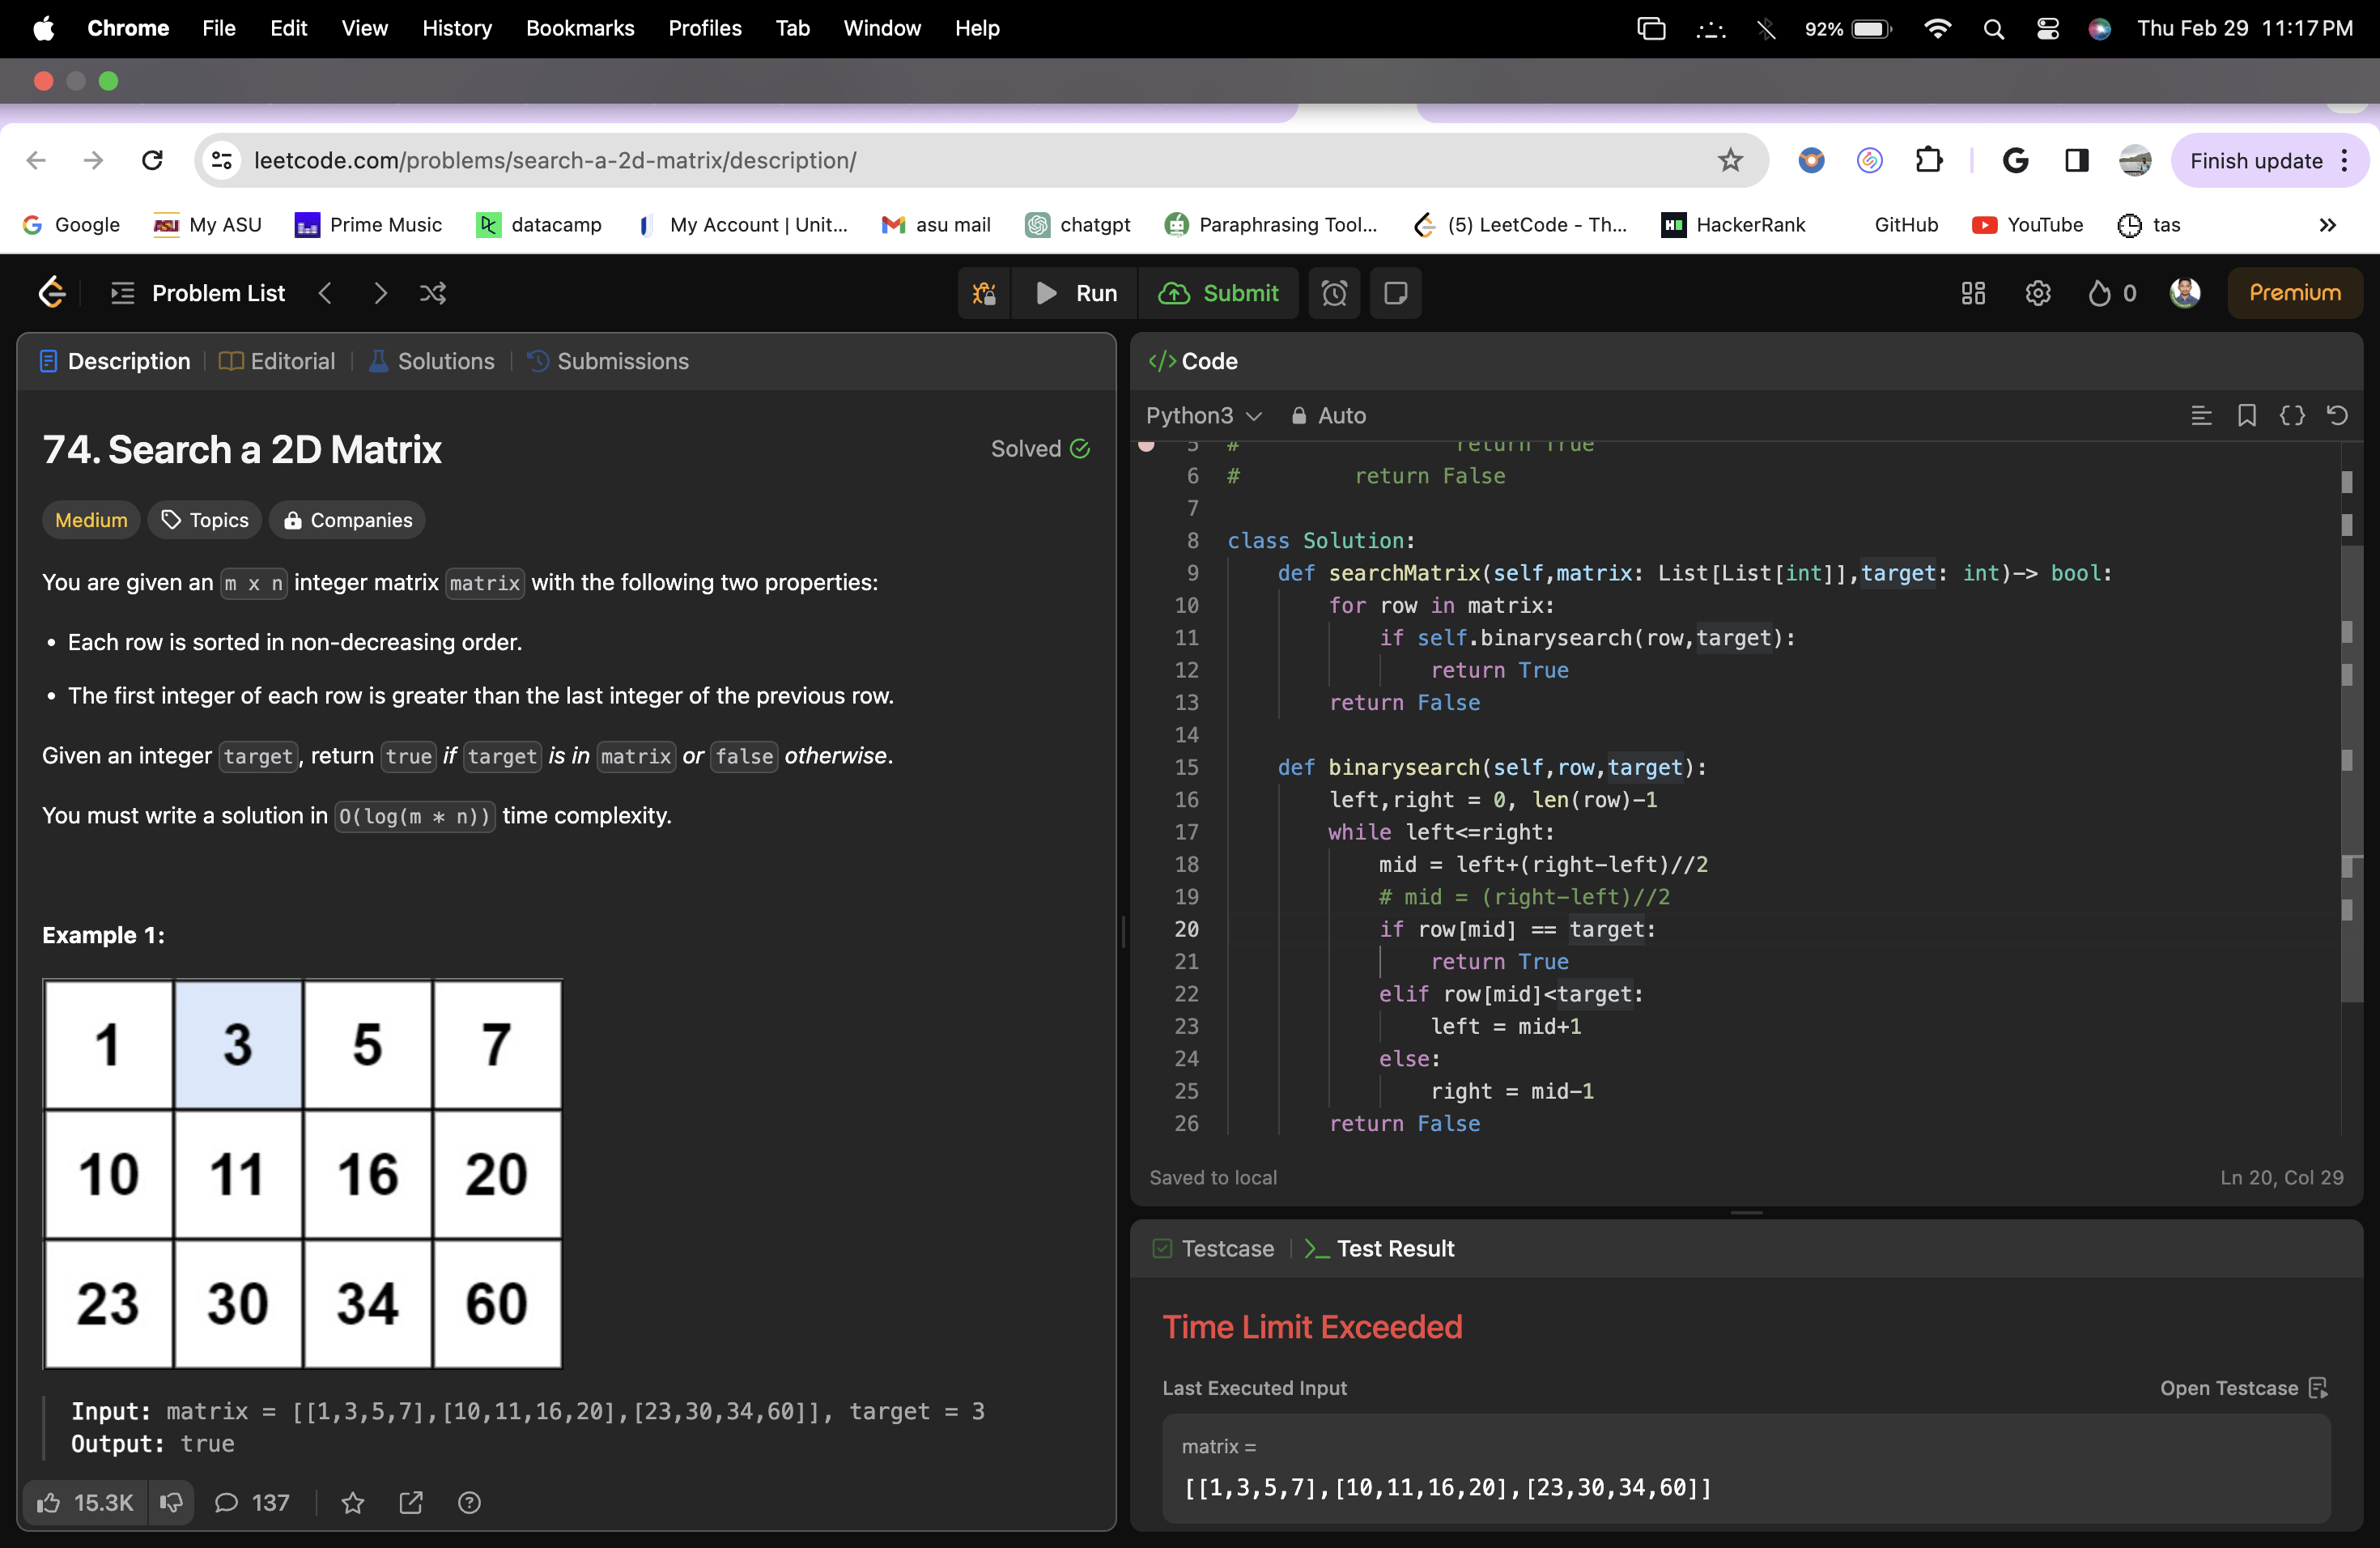 Chrome File Edit View History Bookmarks Profiles Tab Window Help 92% Thu Feb 29 11:17 PM
leetcode.com/problems/search-a-2d-matrix/description/ Finish update
Google My ASU Prime Music datacamp My Account | Unit... asu mail chatgpt Paraphrasing Tool... (5) LeetCode - Th... HackerRank GitHub YouTube tas »
Problem List Run Submit 0 Premium
Description Editorial Solutions Submissions
74. Search a 2D Matrix
Solved
Medium Topics Companies
You are given an m x n integer matrix matrix with the following two properties:
• Each row is sorted in non-decreasing order.
• The first integer of each row is greater than the last integer of the previous row.
Given an integer target, return true if target is in matrix or false otherwise.
You must write a solution in O(log(m * n)) time complexity.
Example 1:
1 3 5 7
10 11 16 20
23 30 34 60
Input: matrix = [[1,3,5,7],[10,11,16,20],[23,30,34,60]], target = 3
Output: true
15.3K 137
</> Code
Python3 Auto
5 # return True
6 # return False
7
8 class Solution:
9 def searchMatrix(self,matrix: List[List[int]],target: int)-> bool:
10 for row in matrix:
11 if self.binarysearch(row,target):
12 return True
13 return False
14
15 def binarysearch(self,row,target):
16 left,right = 0, len(row)-1
17 while left<=right:
18 mid = left+(right-left)//2
19 # mid = (right-left)//2
20 if row[mid] == target:
21 return True
22 elif row[mid]<target:
23 left = mid+1
24 else:
25 right = mid-1
26 return False
Saved to local Ln 20, Col 29
Testcase >_ Test Result
Time Limit Exceeded
Last Executed Input Open Testcase
matrix =
[[1,3,5,7],[10,11,16,20],[23,30,34,60]]